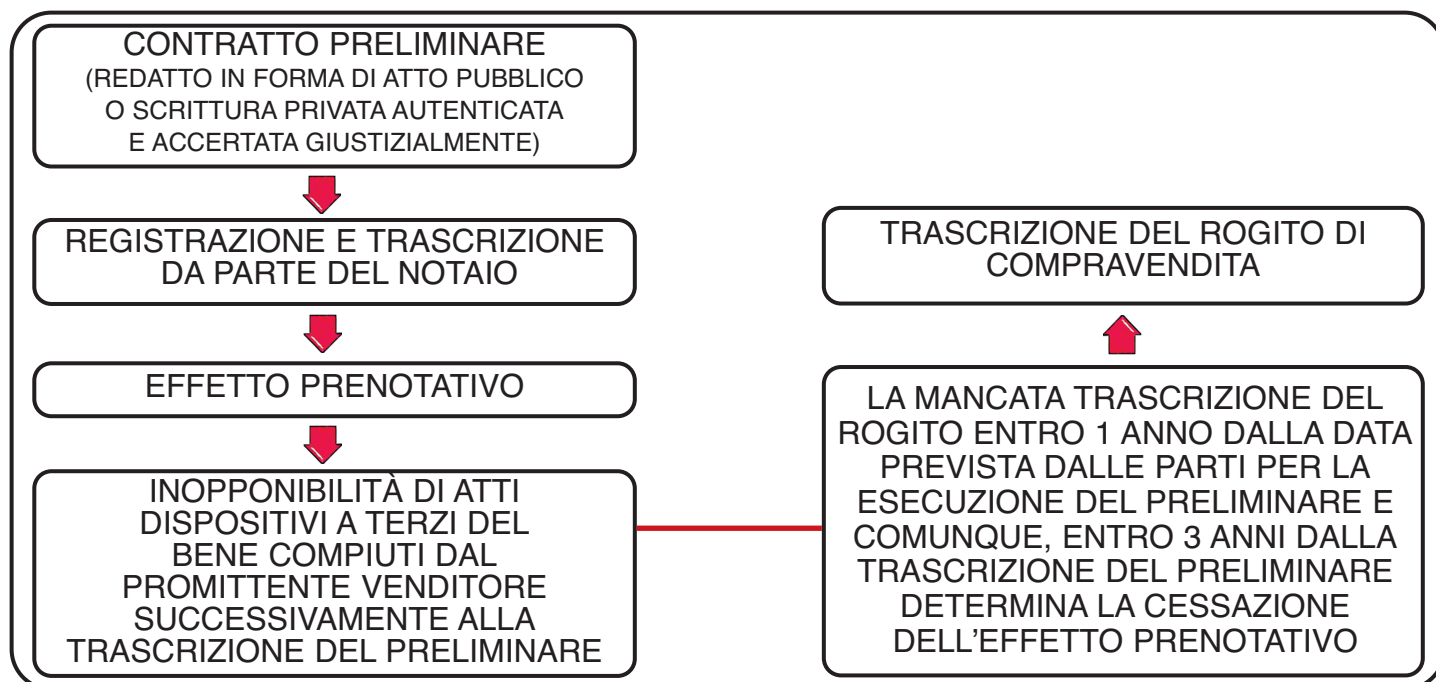 CONTRATTO PRELIMINARE
(REDATTO IN FORMA DI ATTO PUBBLICO
O SCRITTURA PRIVATA AUTENTICATA
E ACCERTATA GIUSTIZIALMENTE)
REGISTRAZIONE E TRASCRIZIONE
DA PARTE DEL NOTAIO
EFFETTO PRENOTATIVO
INOPPONIBILITÀ DI ATTI
DISPOSITIVI A TERZI DEL
BENE COMPIUTI DAL
PROMITTENTE VENDITORE
SUCCESSIVAMENTE ALLA
TRASCRIZIONE DEL PRELIMINARE
LA MANCATA TRASCRIZIONE DEL
ROGITO ENTRO 1 ANNO DALLA DATA
PREVISTA DALLE PARTI PER LA
ESECUZIONE DEL PRELIMINARE E
COMUNQUE, ENTRO 3 ANNI DALLA
TRASCRIZIONE DEL PRELIMINARE
DETERMINA LA CESSAZIONE
DELL'EFFETTO PRENOTATIVO
TRASCRIZIONE DEL ROGITO DI
COMPRAVENDITA